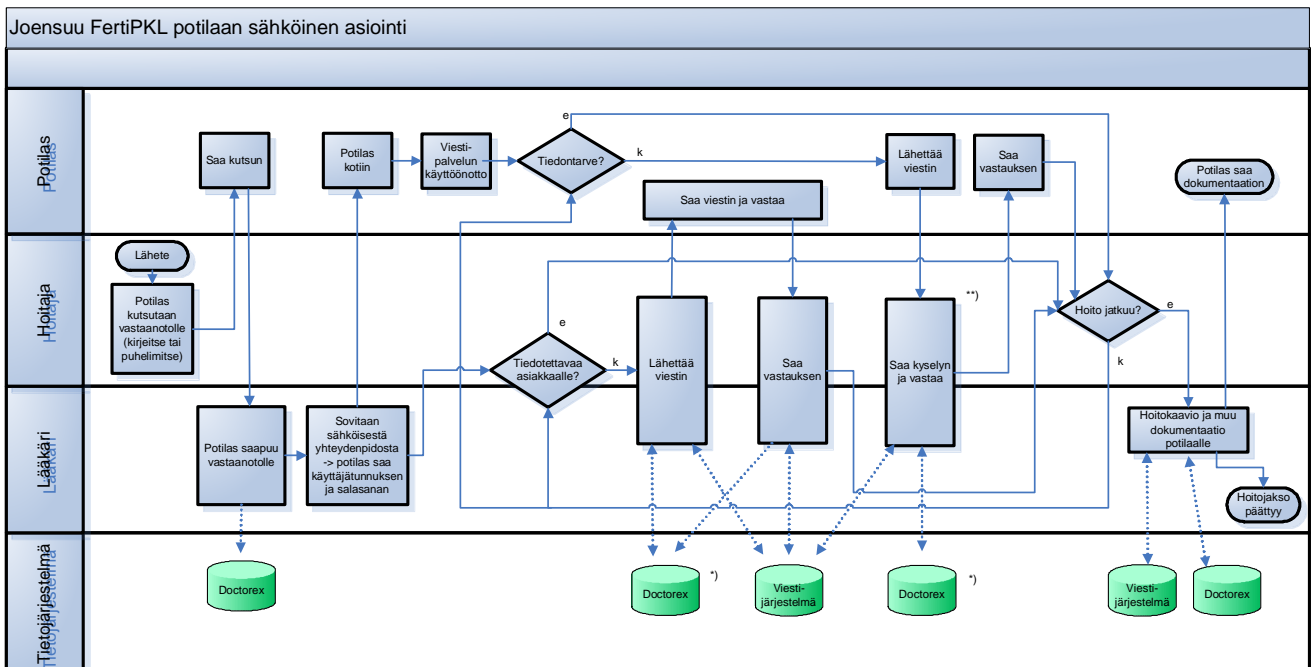 Joensuu FertiPKL potilaan sähköinen asiointi
Potilas
Saa kutsun
Potilas
kotiin
Viesti-
palvelun
käyttöönotto
Tiedontarve?
e
k
Lähettää
viestin
Saa
vastauksen
Potilas saa
dokumentaation
Saa viestin ja vastaa
Hoitaja
Lähete
Potilas
kutsutaan
vastaanotolle
(kirjeitse tai
puhelimitse)
Tiedotettavaa
asiakkaalle?
e
k
Lähettää
viestin
Saa
vastauksen
Saa kyselyn
ja vastaa
**)
Hoito jatkuu?
e
k
Lääkäri
Potilas saapuu
vastaanotolle
Sovitaan
sähköisestä
yhteydenpidosta
-> potilas saa
käyttäjätunnuksen
ja salasanan
Hoitokaavio ja muu
dokumentaatio
potilaalle
Hoitojakso
päättyy
Tietojärjestelmä
Doctorex
Doctorex
*)
Viesti-
järjestelmä
Doctorex
*)
Viesti-
järjestelmä
Doctorex